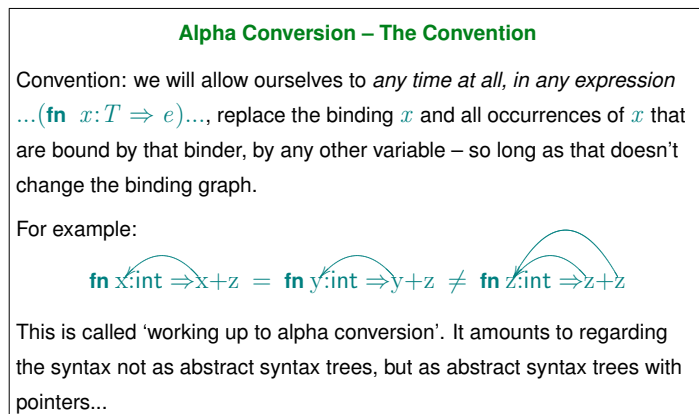 Alpha Conversion – The Convention
Convention: we will allow ourselves to any time at all, in any expression
...(fn x:T ⇒ e)..., replace the binding x and all occurrences of x that
are bound by that binder, by any other variable – so long as that doesn't
change the binding graph.
For example:
fn x:int ⇒x+z = fn y:int ⇒y+z ≠ fn z:int ⇒z+z
This is called ‘working up to alpha conversion’. It amounts to regarding
the syntax not as abstract syntax trees, but as abstract syntax trees with
pointers...